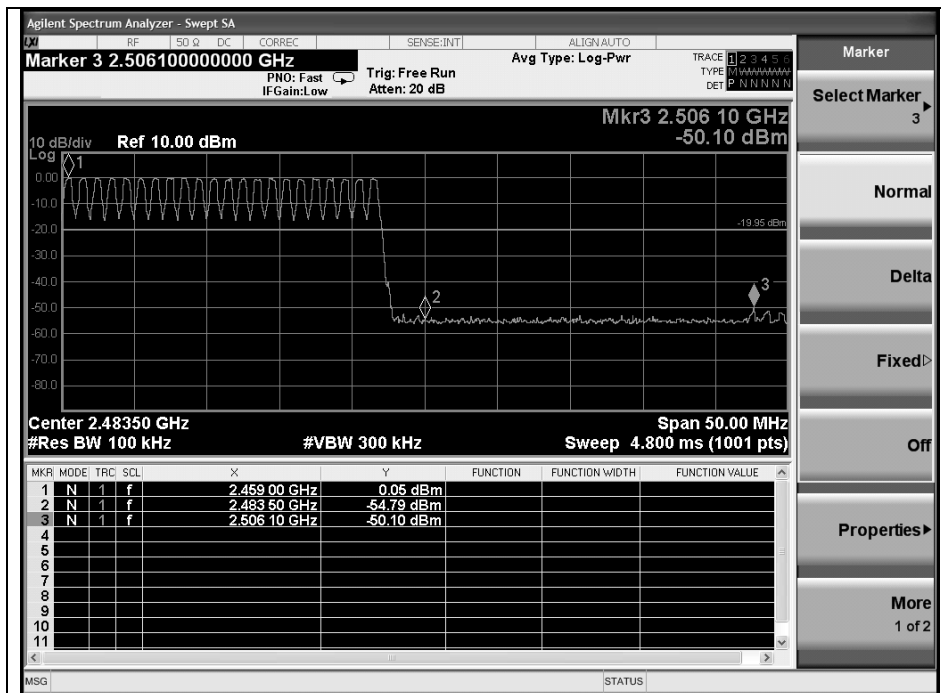 Agilent Spectrum Analyzer - Swept SA
LXI RF 50 Ω DC CORREC SENSE:INT ALIGNAUTO
Marker 3 2.506100000000 GHz
PNO: Fast
IFGain:Low
Trig: Free Run
Atten: 20 dB
Avg Type: Log-Pwr
TRACE 1 2 3 4 5 6
TYPE M
DET P N N N N N
Mkr3 2.506 10 GHz
-50.10 dBm
10 dB/div Ref 10.00 dBm
Log
1
0.00
-10.0
-20.0
-19.95 dBm
-30.0
-40.0
-50.0
2
3
-60.0
-70.0
-80.0
Center 2.48350 GHz Span 50.00 MHz
#Res BW 100 kHz #VBW 300 kHz Sweep 4.800 ms (1001 pts)
MKR MODE TRC SCL X Y FUNCTION FUNCTION WIDTH FUNCTION VALUE
1 N 1 f 2.459 00 GHz 0.05 dBm
2 N 1 f 2.483 50 GHz -54.79 dBm
3 N 1 f 2.506 10 GHz -50.10 dBm
4
5
6
7
8
9
10
11
MSG STATUS
Marker
Select Marker
3
Normal
Delta
Fixed
Off
Properties
More
1 of 2